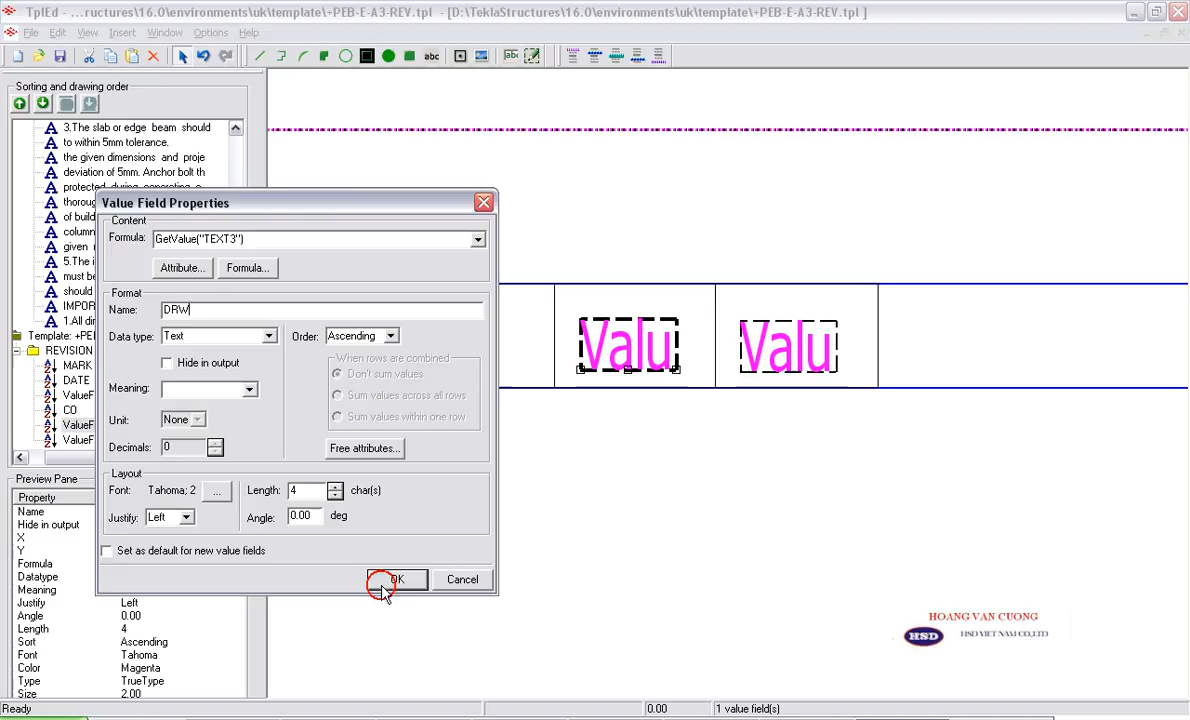 TplEd - ...ructures\16.0\environments\uk\template\+PEB-E-A3-REV.tpl - [D:\TeklaStructures\16.0\environments\uk\template\+PEB-E-A3-REV.tpl ]
File Edit View Insert Window Options Help
abc
abc
Sorting and drawing order
3.The slab or edge beam should
to within 5mm tolerance.
the given dimensions and proje
deviation of 5mm. Anchor bolt th
protected during concreting
thoroug
of build
column
given
5.The i
must be
should
IMPOR
1.All di
Template: +PE
REVISION
MARK
DATE
ValueF
CO
ValueF
ValueF
Preview Pane
Property
Name
Hide in output
X
Y
Formula
Datatype
Meaning
Justify Left
Angle 0.00
Length 4
Sort Ascending
Font Tahoma
Color Magenta
Type TrueType
Size 2.00
Value Field Properties
Content
Formula: GetValue("TEXT3")
Attribute... Formula...
Format
Name: DRW
Data type: Text Order: Ascending
Hide in output
When rows are combined
Don't sum values
Meaning:
Sum values across all rows
Unit: None
Sum values within one row
Decimals: 0
Free attributes...
Layout
Font: Tahoma; 2 ... Length: 4 char(s)
Justify: Left Angle: 0.00 deg
Set as default for new value fields
OK Cancel
Valu Valu
HOANG VAN CUONG
HSD HSD VIET NAM CO.,LTD
Ready 0.00 1 value field(s)